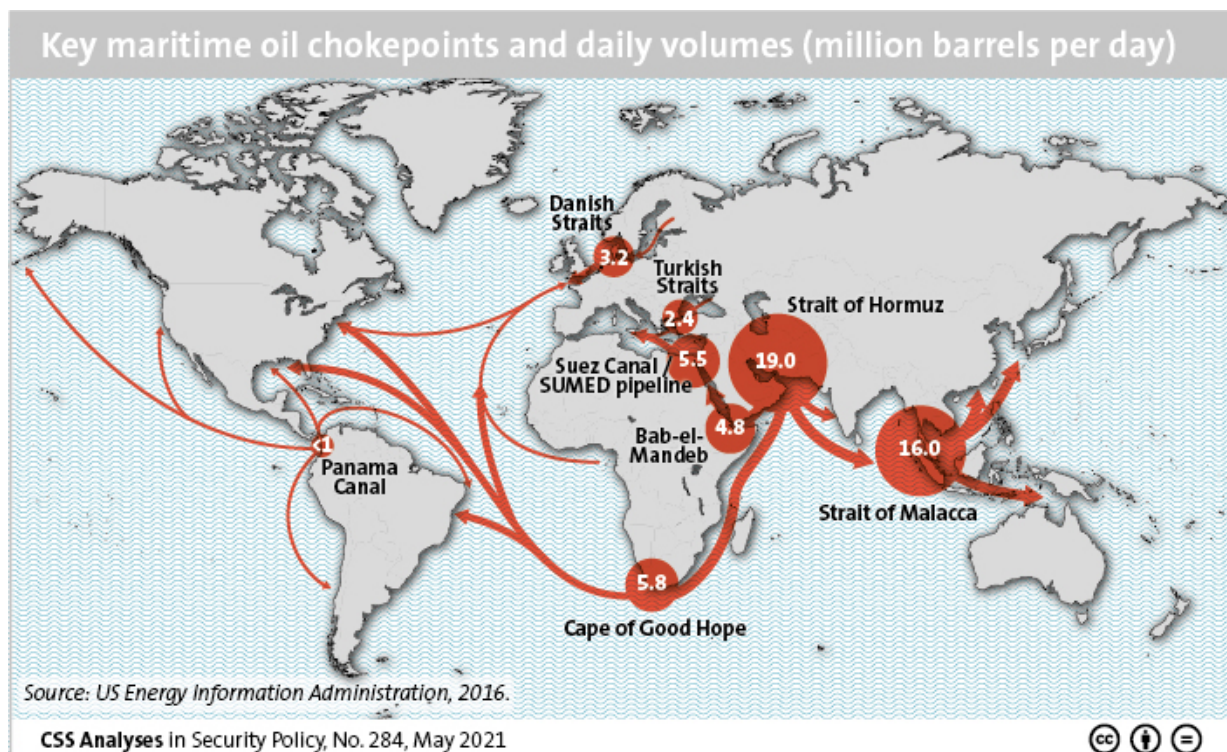 Key maritime oil chokepoints and daily volumes (million barrels per day)
Danish
Straits
3.2
Turkish
Straits
2.4
Strait of Hormuz
19.0
Suez Canal /
SUMED pipeline
5.5
Bab-el-
Mandeb
4.8
<1
Panama
Canal
16.0
Strait of Malacca
5.8
Cape of Good Hope
Source: US Energy Information Administration, 2016.
CSS Analyses in Security Policy, No. 284, May 2021
cc